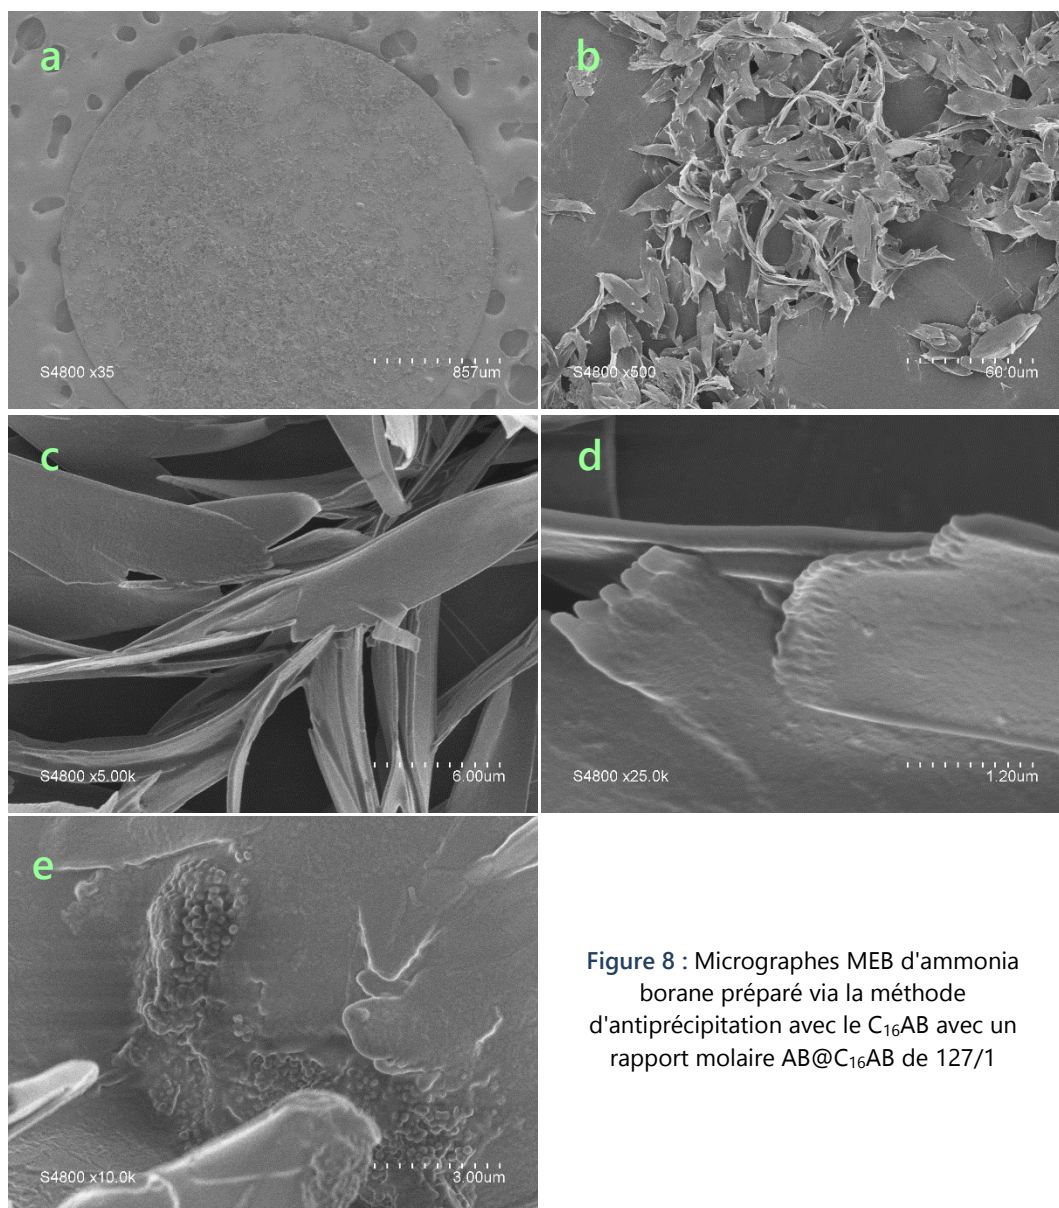 a
S4800 x35
857um
b
S4800 x500
60.0um
c
S4800 x5.00k
6.00um
d
S4800 x25.0k
1.20um
e
S4800 x10.0k
3.00um
Figure 8 : Micrographes MEB d'ammonia
borane préparé via la méthode
d'antiprécipitation avec le C₁₆AB avec un
rapport molaire AB@C₁₆AB de 127/1